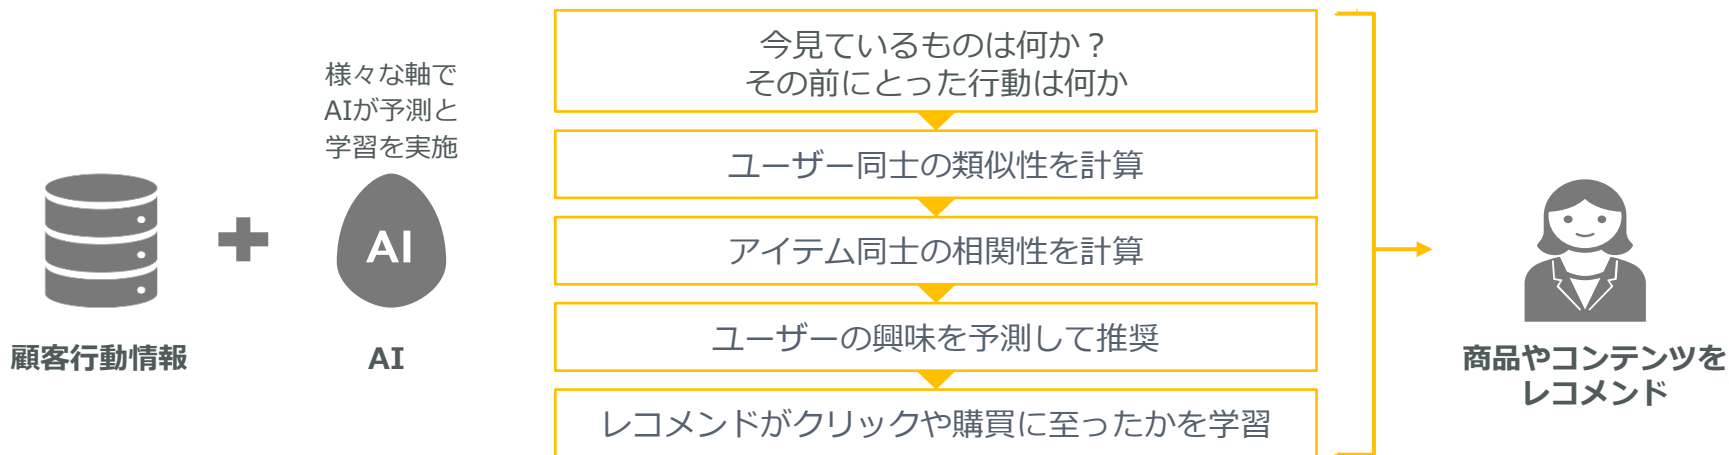 様々な軸で
AIが予測と
学習を実施
AI
顧客行動情報
AI
今見ているものは何か？
その前にとった行動は何か
ユーザー同士の類似性を計算
アイテム同士の相関性を計算
ユーザーの興味を予測して推奨
レコメンドがクリックや購買に至ったかを学習
商品やコンテンツを
レコメンド